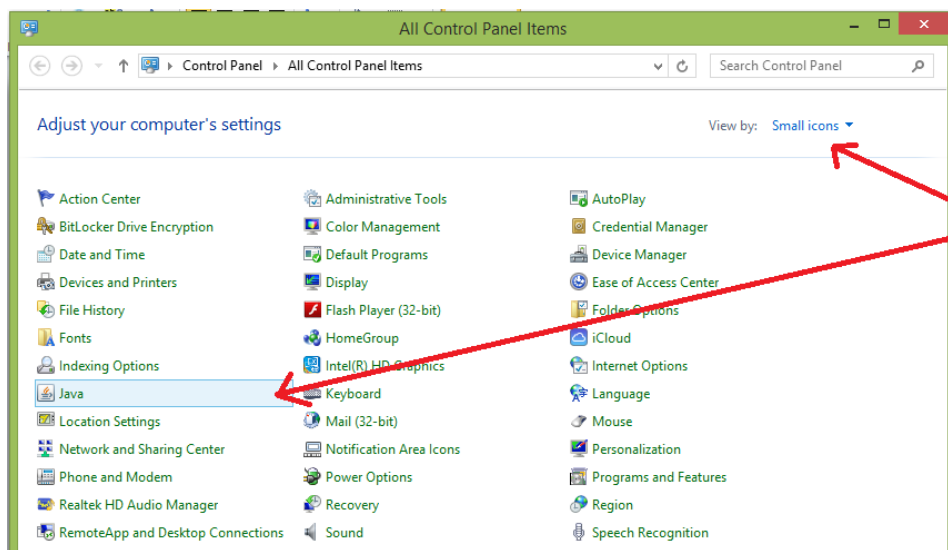 All Control Panel Items
Control Panel All Control Panel Items Search Control Panel
Adjust your computer's settings View by: Small icons
Action Center Administrative Tools AutoPlay
BitLocker Drive Encryption Color Management Credential Manager
Date and Time Default Programs Device Manager
Devices and Printers Display Ease of Access Center
File History Flash Player (32-bit) Folder Options
Fonts HomeGroup iCloud
Indexing Options Intel(R) HD Graphics Internet Options
Java Keyboard Language
Location Settings Mail (32-bit) Mouse
Network and Sharing Center Notification Area Icons Personalization
Phone and Modem Power Options Programs and Features
Realtek HD Audio Manager Recovery Region
RemoteApp and Desktop Connections Sound Speech Recognition